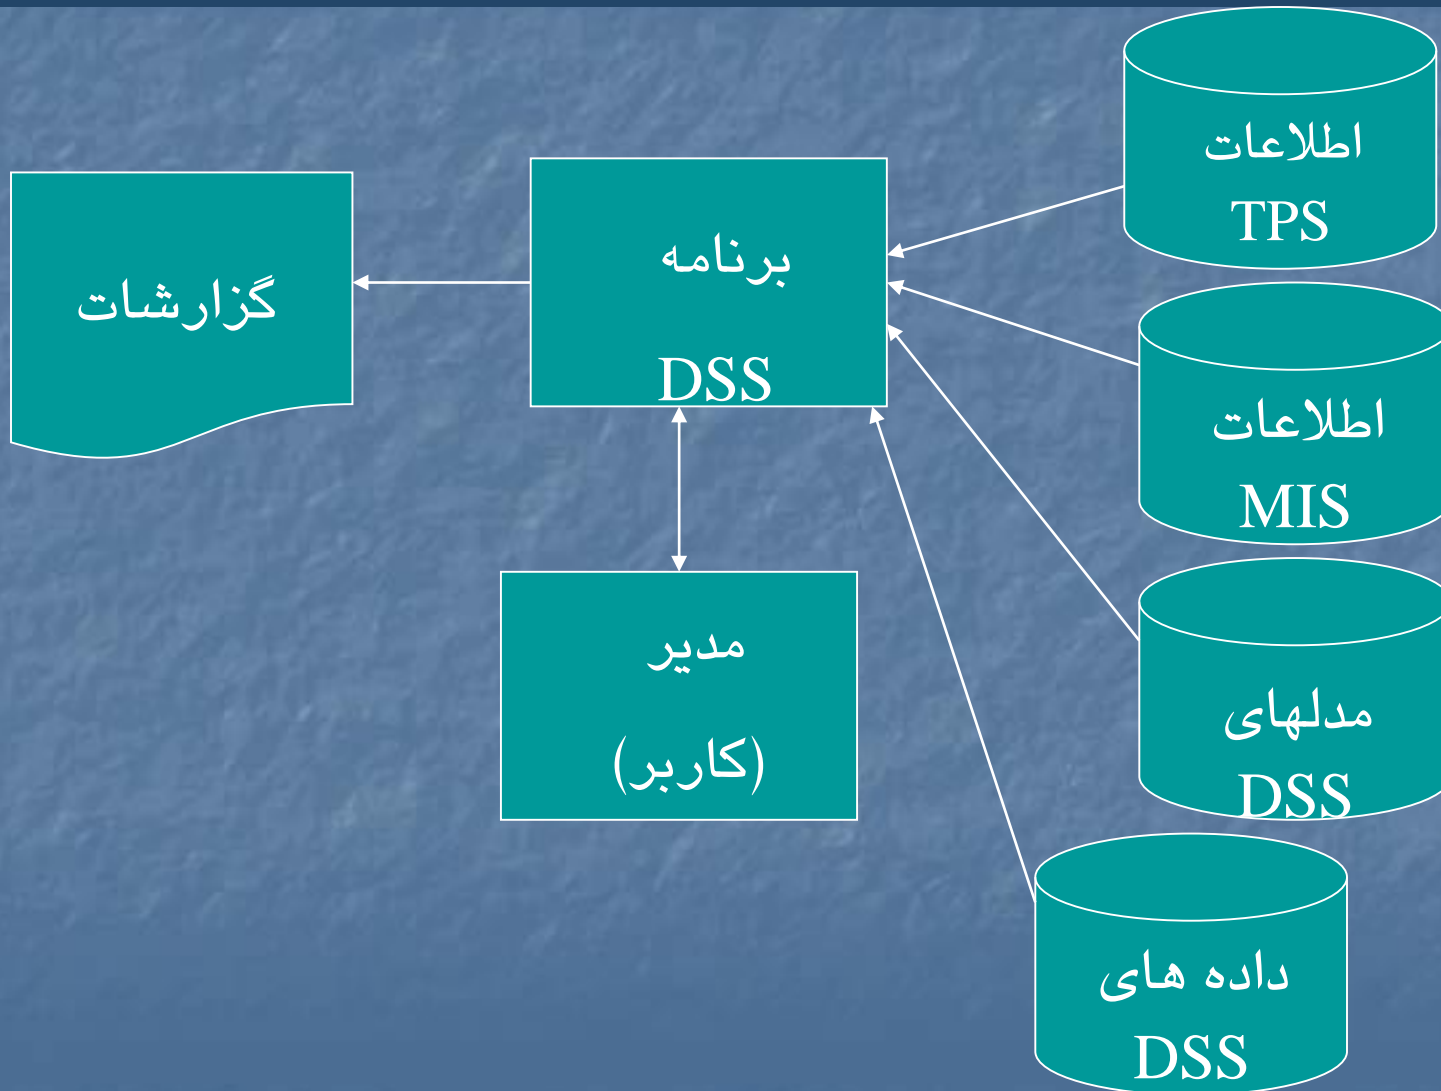 اطلاعات
TPS
برنامه
DSS
گزارشات
اطلاعات
MIS
مدیر
(کاربر)
مدلهای
DSS
داده های
DSS